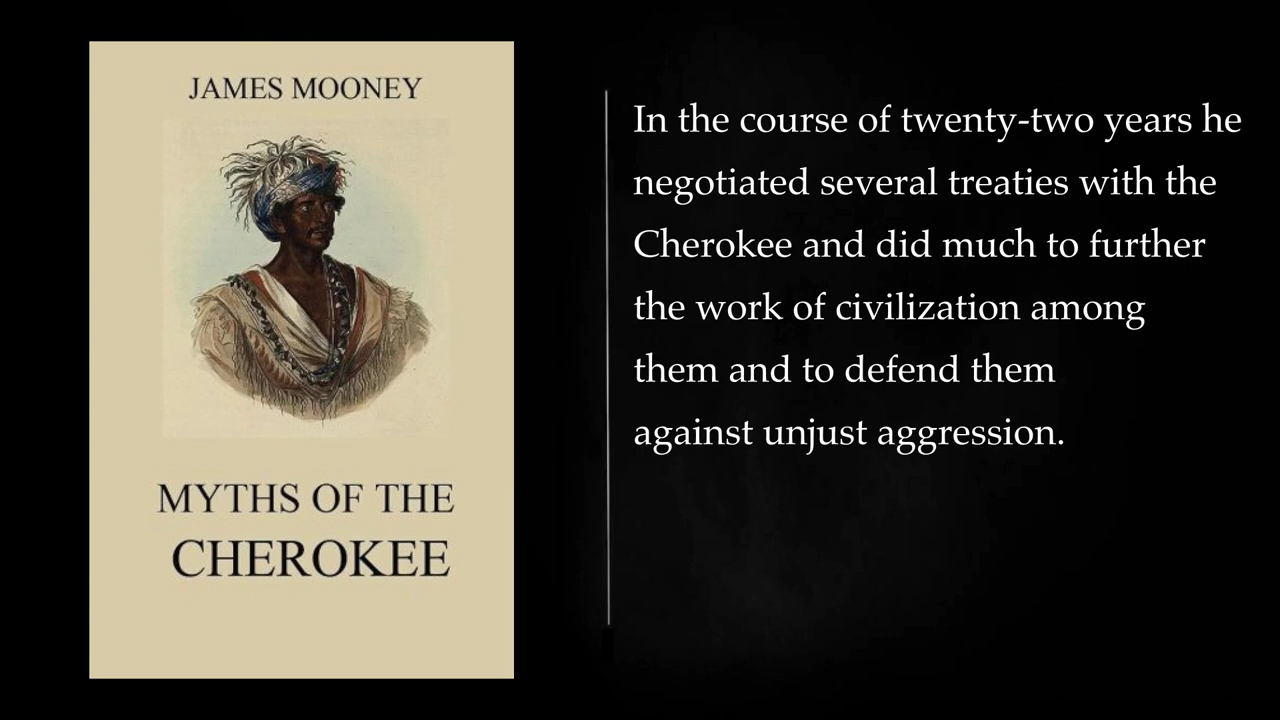 JAMES MOONEY
MYTHS OF THE
CHEROKEE
In the course of twenty-two years he
negotiated several treaties with the
Cherokee and did much to further
the work of civilization among
them and to defend them
against unjust aggression.